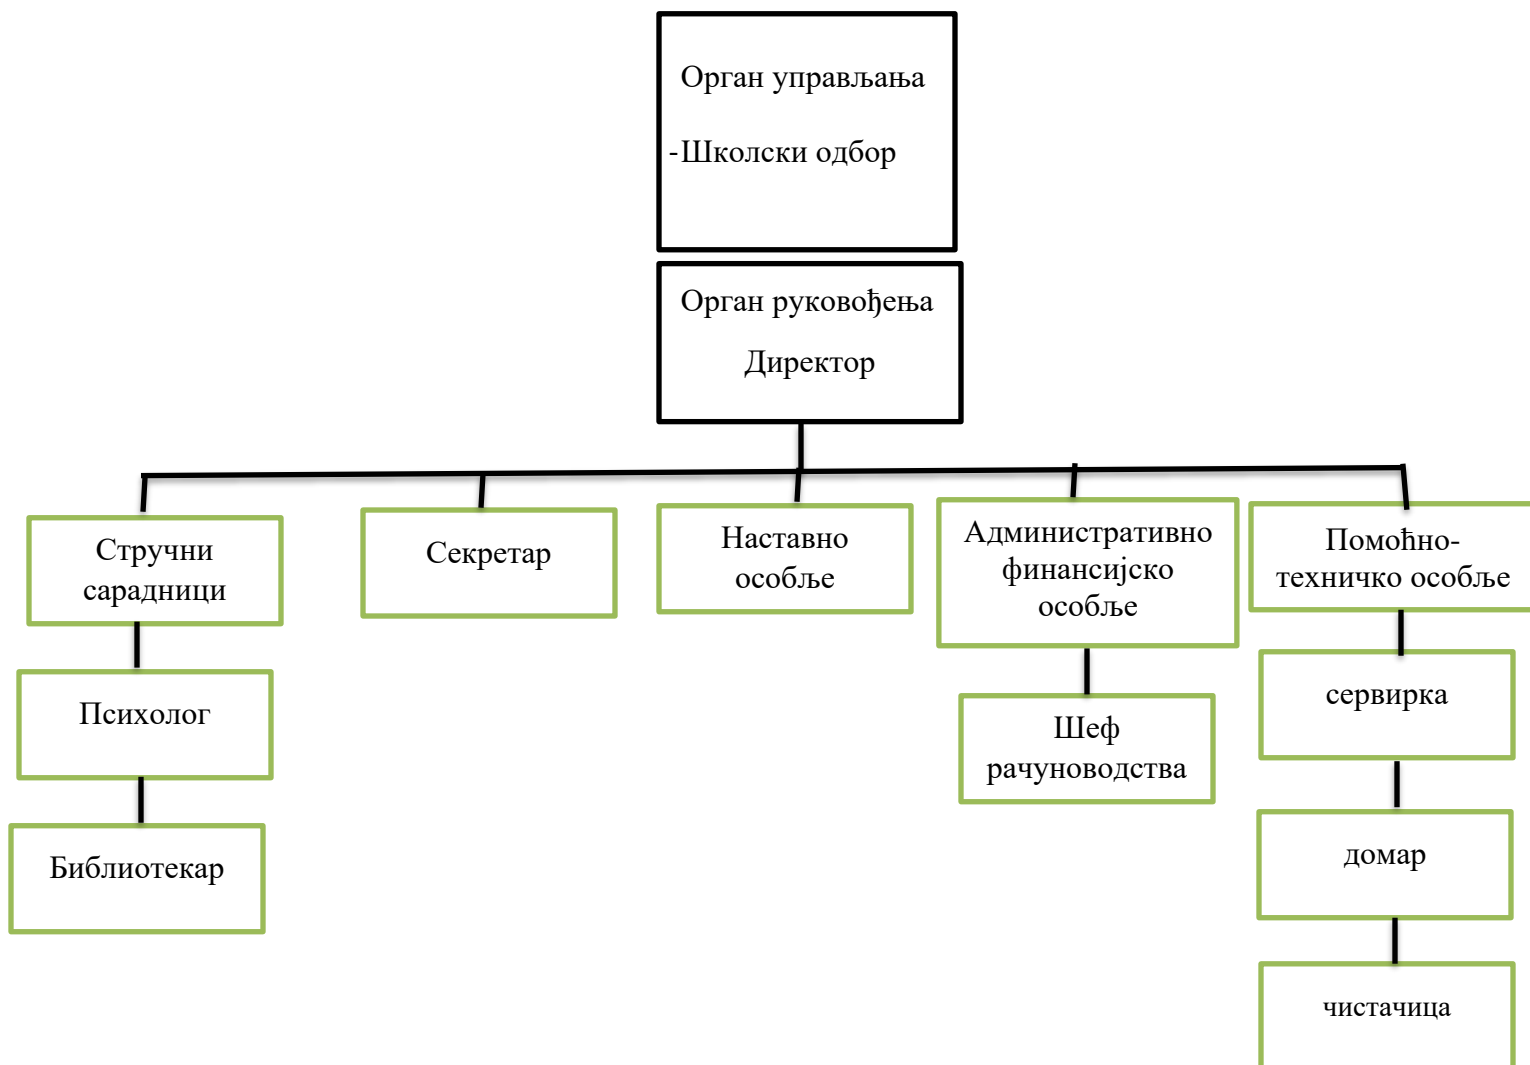 Орган управљања
-Школски одбор
Орган руковођења
Директор
Стручни
сарадници
Секретар
Наставно
особље
Административно
финансијско
особље
Помоћно-
техничко особље
Психолог
Шеф
рачуноводства
сервирка
Библиотекар
домар
чистачица